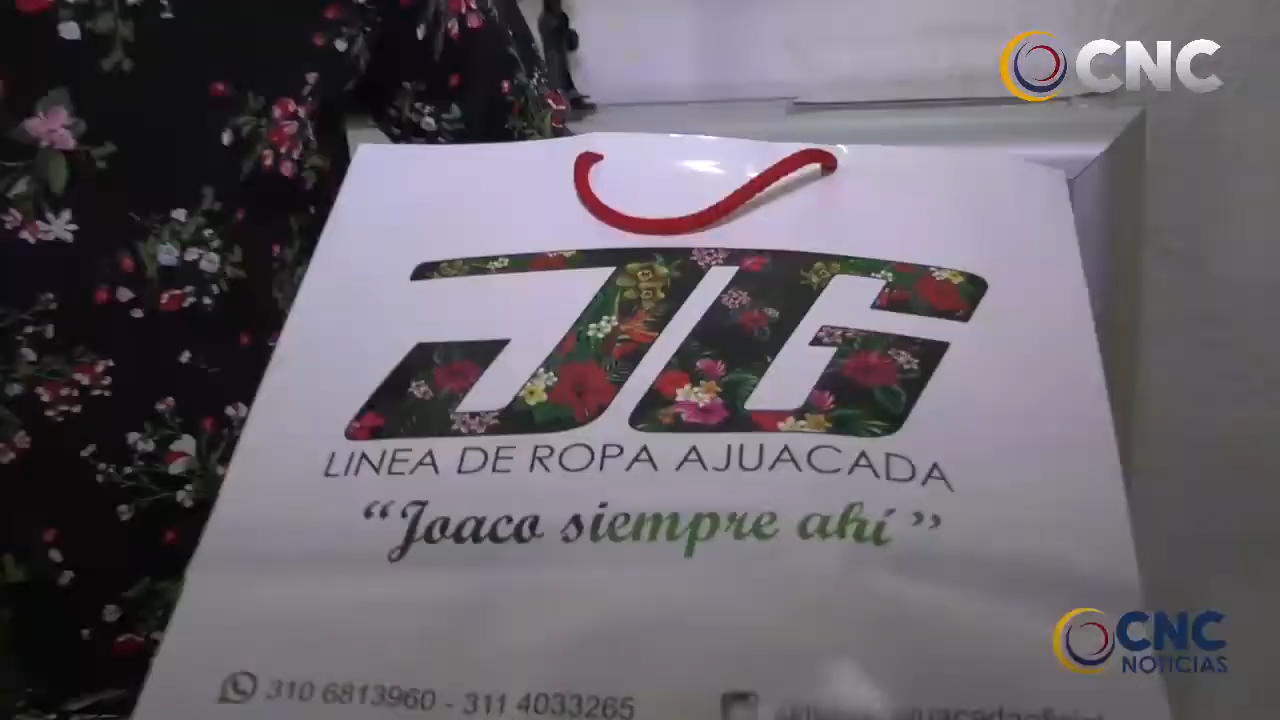 CNC
JG
LINEA DE ROPA AJUACADA
“Joaco siempre ahí”
310 6813960 - 311 4033265
CNC
NOTICIAS